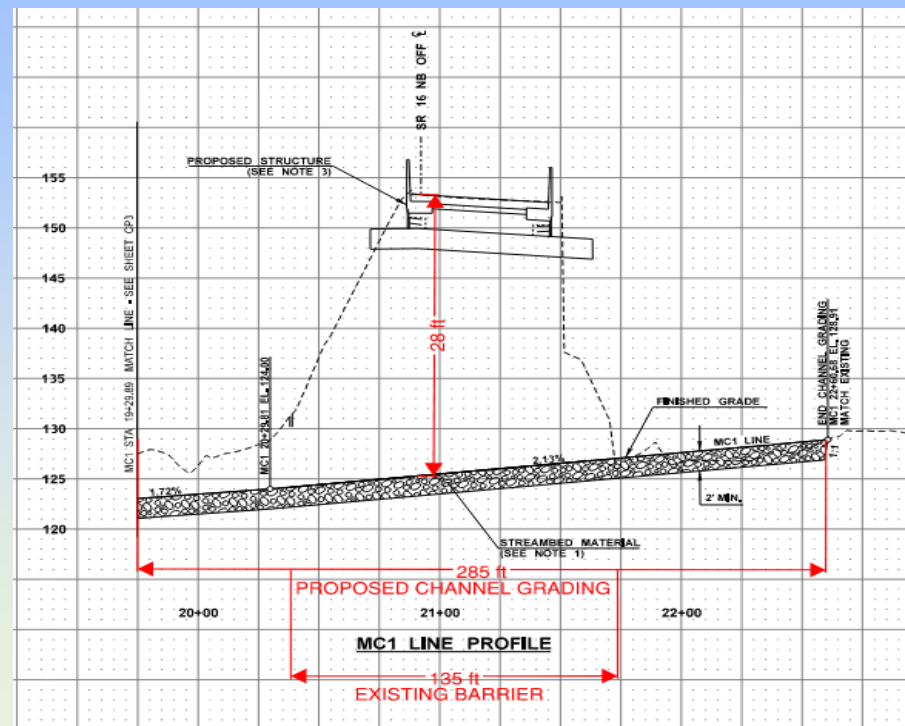 SR 16 NB OFF ℄
PROPOSED STRUCTURE
(SEE NOTE 3)
155
150
145
140
135
130
125
120
MC1 STA 19+29.89 MATCH LINE - SEE SHEET CP3
MC1 20+29.81 EL. 124.00
28 ft
END CHANNEL GRADING
MC1 22+60.68 EL. 128.91
MATCH EXISTING
FINISHED GRADE
MC1 LINE
1.72%
2.13%
1:1
2' MIN.
STREAMBED MATERIAL
(SEE NOTE 1)
285 ft
PROPOSED CHANNEL GRADING
20+00
21+00
22+00
MC1 LINE PROFILE
135 ft
EXISTING BARRIER